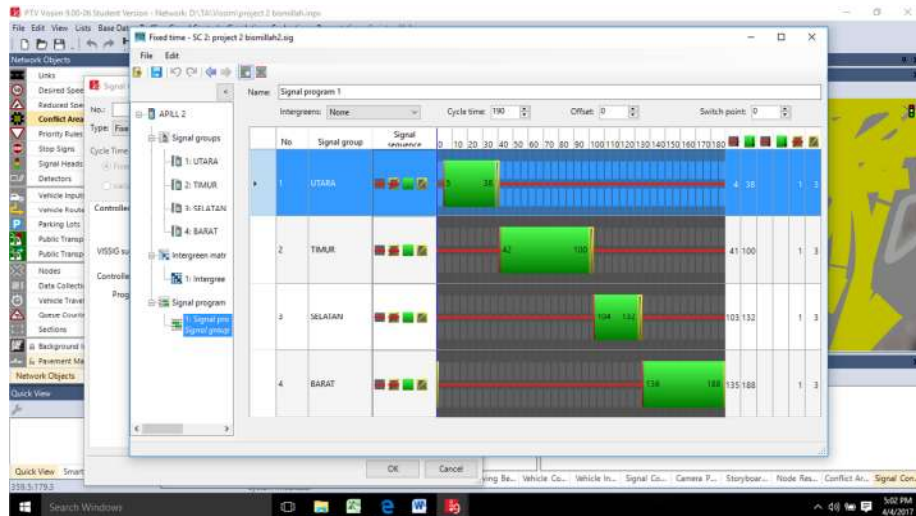 PTV Vissim 9.00-06 Student Version - Network: D:\TA\Vissim\project 2 bismillah.inpx
File Edit View Lists Base Data
Fixed time - SC 2: project 2 bismillah2.sig
File Edit
Network Objects
Links
Desired Spee
Reduced Spe
Conflict Area
Priority Rules
Stop Signs
Signal Heads
Detectors
Vehicle Inputs
Vehicle Route
Parking Lots
Public Transp
Public Transp
Nodes
Data Collecti
Vehicle Travel
Queue Counte
Sections
Background I
Pavement Ma
Network Objects
Quick View
Quick View Smart
359.5:179.3
Signal
No.:
Type: Fixe
Cycle Time
Controlle
VISSIG su
Controlle
Prog
OK Cancel
APILL 2
Signal groups
1: UTARA
2: TIMUR
3: SELATAN
4: BARAT
Intergreen matr
1: Intergree
Signal program
1: Signal pro
Signal group
Name: Signal program 1
Intergreens: None Cycle time: 190 Offset: 0 Switch point: 0
No Signal group Signal sequence 0 10 20 30 40 50 60 70 80 90 100 110 120 130 140 150 160 170 180
1 UTARA 5 38 4 38 1 3
2 TIMUR 42 100 41 100 1 3
3 SELATAN 104 132 103 132 1 3
4 BARAT 136 188 135 188 1 3
ving Be... Vehicle Co... Vehicle In... Signal Co... Camera P... Storyboar... Node Res... Conflict Ar... Signal Con...
Search Windows
5:02 PM
4/4/2017